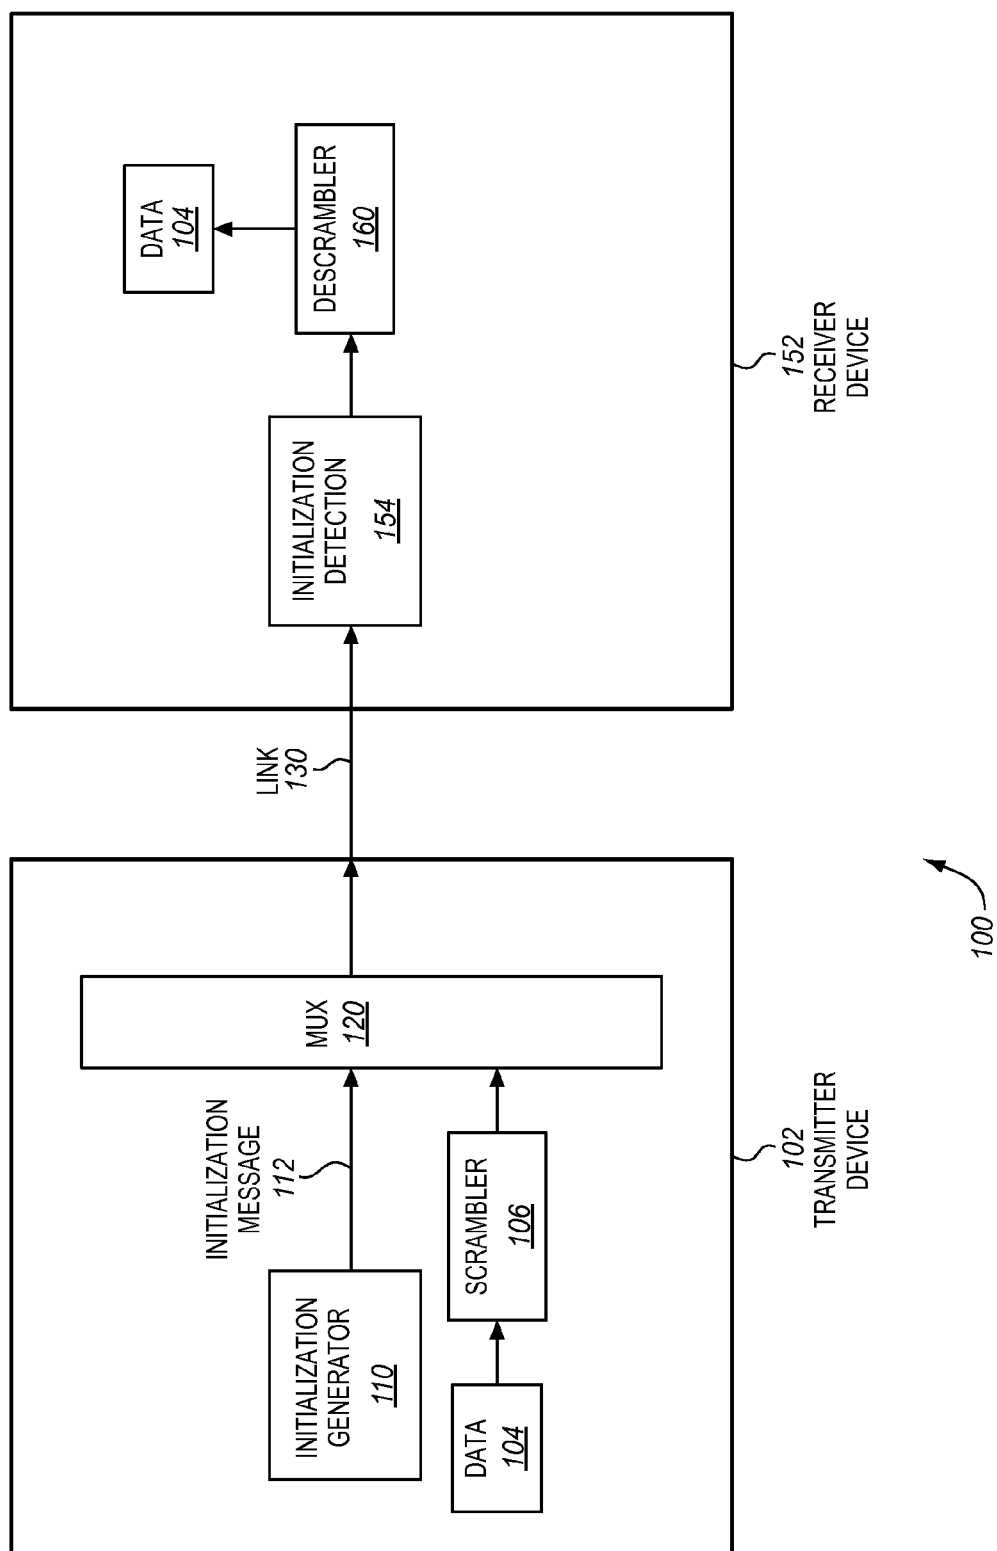 INITIALIZATION
GENERATOR
110
INITIALIZATION
MESSAGE
112
DATA
104
SCRAMBLER
106
MUX
120
102
TRANSMITTER
DEVICE
LINK
130
INITIALIZATION
DETECTION
154
DESCRAMBLER
160
DATA
104
152
RECEIVER
DEVICE
100